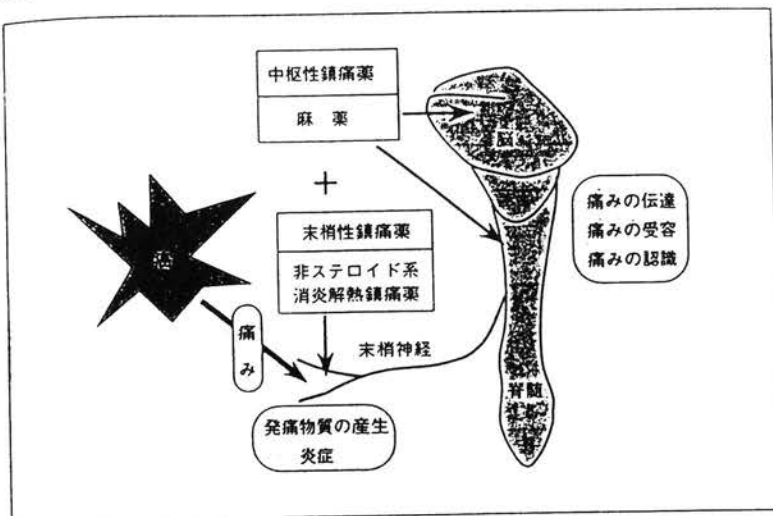 中枢性鎮痛薬
麻薬
脳
+
末梢性鎮痛薬
非ステロイド系
消炎解熱鎮痛薬
癌
痛み
末梢神経
発痛物質の産生
炎症
痛みの伝達
痛みの受容
痛みの認識
脊髄